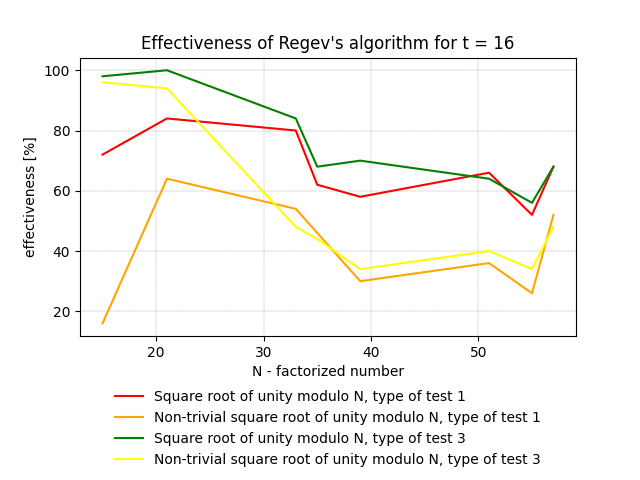 Effectiveness of Regev's algorithm for t = 16
100
80
60
40
20
effectiveness [%]
20 30 40 50
N - factorized number
Square root of unity modulo N, type of test 1
Non-trivial square root of unity modulo N, type of test 1
Square root of unity modulo N, type of test 3
Non-trivial square root of unity modulo N, type of test 3